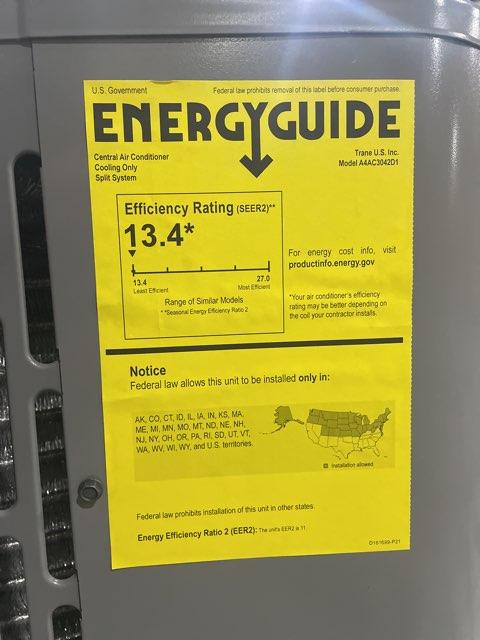 U.S. Government
Federal law prohibits removal of this label before consumer purchase.
ENERGYGUIDE
Central Air Conditioner
Cooling Only
Split System
Trane U.S. Inc.
Model A4AC3042D1
Efficiency Rating (SEER2)**
13.4*
13.4
Least Efficient
27.0
Most Efficient
Range of Similar Models
**Seasonal Energy Efficiency Ratio 2
For energy cost info, visit
productinfo.energy.gov
*Your air conditioner's efficiency
rating may be better depending on
the coil your contractor installs.
Notice
Federal law allows this unit to be installed only in:
AK, CO, CT, ID, IL, IA, IN, KS, MA,
ME, MI, MN, MO, MT, ND, NE, NH,
NJ, NY, OH, OR, PA, RI, SD, UT, VT,
WA, WV, WI, WY, and U.S. territories.
Installation allowed
Federal law prohibits installation of this unit in other states.
Energy Efficiency Ratio 2 (EER2): The unit's EER2 is 11.
D161699-P21